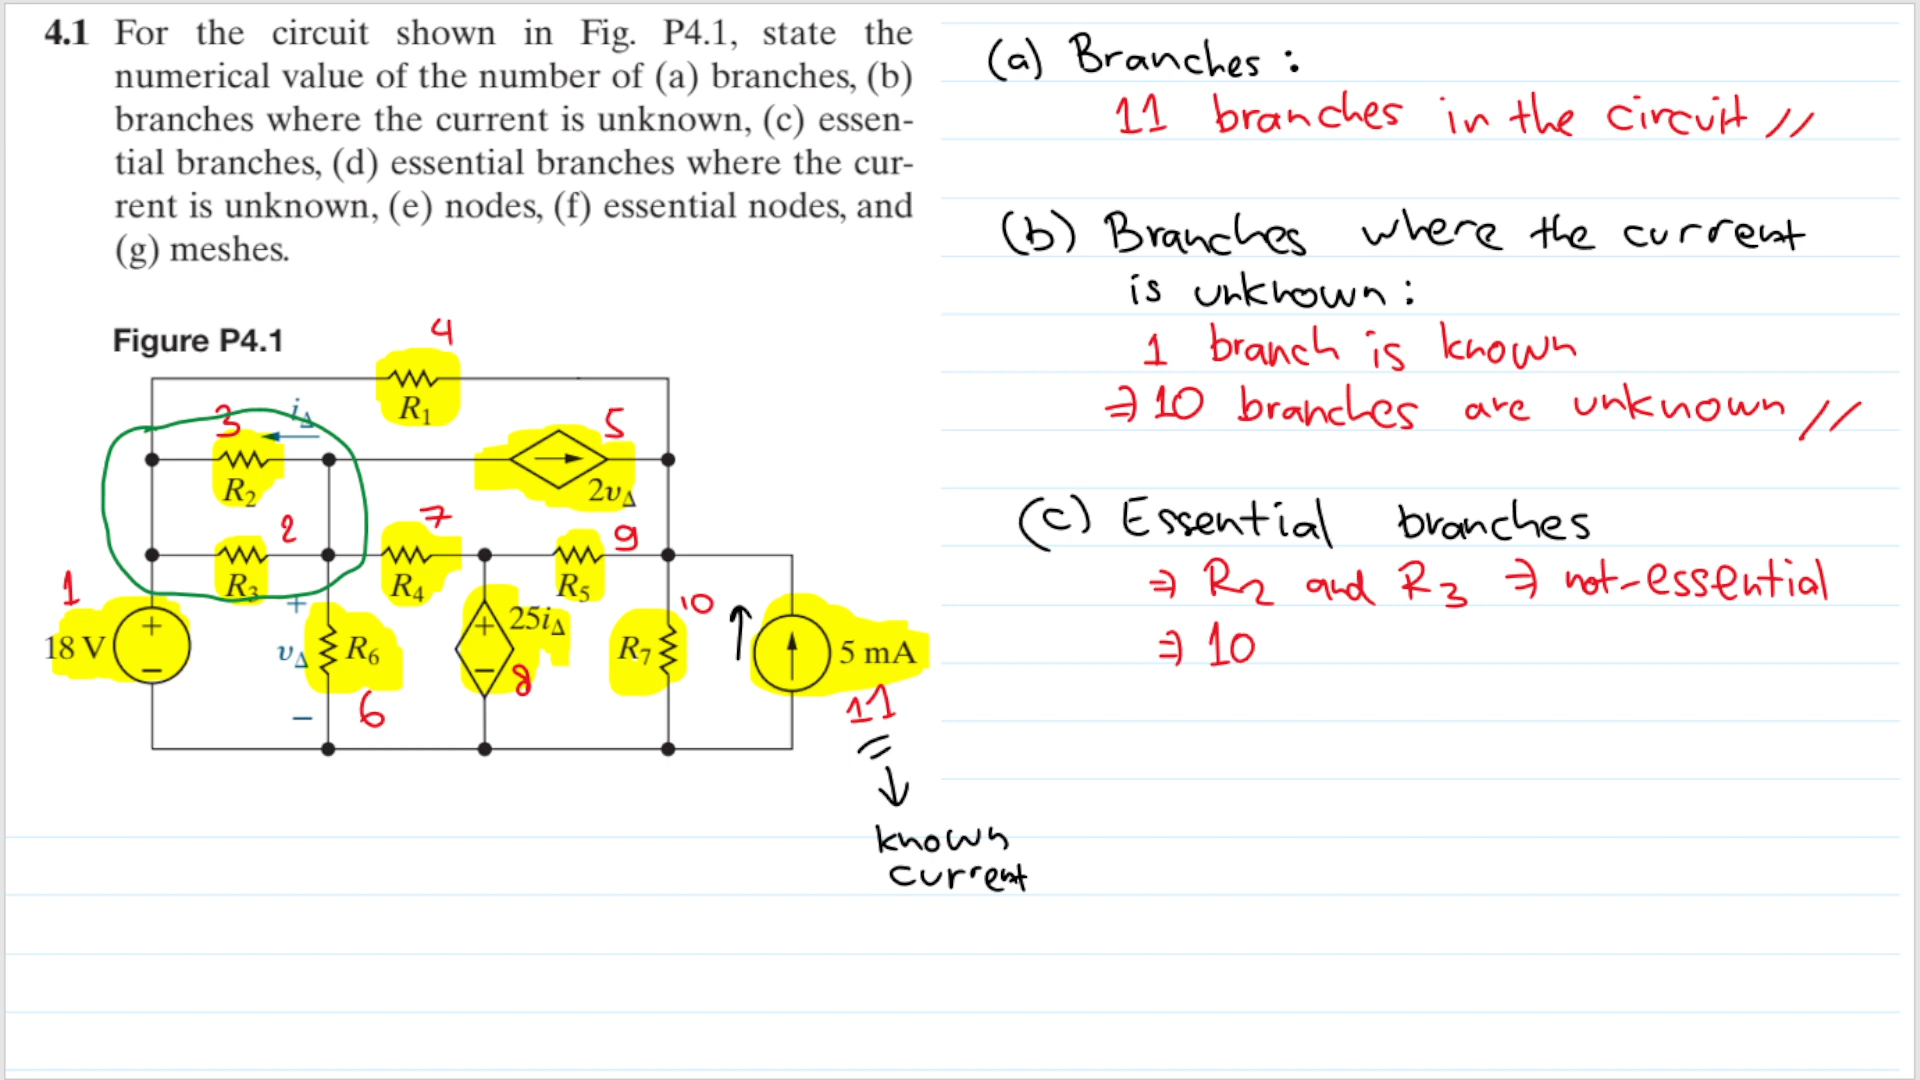 4.1 For the circuit shown in Fig. P4.1, state the
numerical value of the number of (a) branches, (b)
branches where the current is unknown, (c) essen-
tial branches, (d) essential branches where the cur-
rent is unknown, (e) nodes, (f) essential nodes, and
(g) meshes.
Figure P4.1
4
R1
3
iΔ
5
R2
2vΔ
2
7
9
R3
R4
R5
1
+
10
18 V
+
−
vΔ
R6
+
25iΔ
−
R7
5 mA
8
−
6
11
known
current
(a) Branches :
11 branches in the circuit //
(b) Branches where the current
is unknown :
1 branch is known
⇒ 10 branches are unknown //
(c) Essential branches
⇒ R2 and R3 ⇒ not-essential
⇒ 10